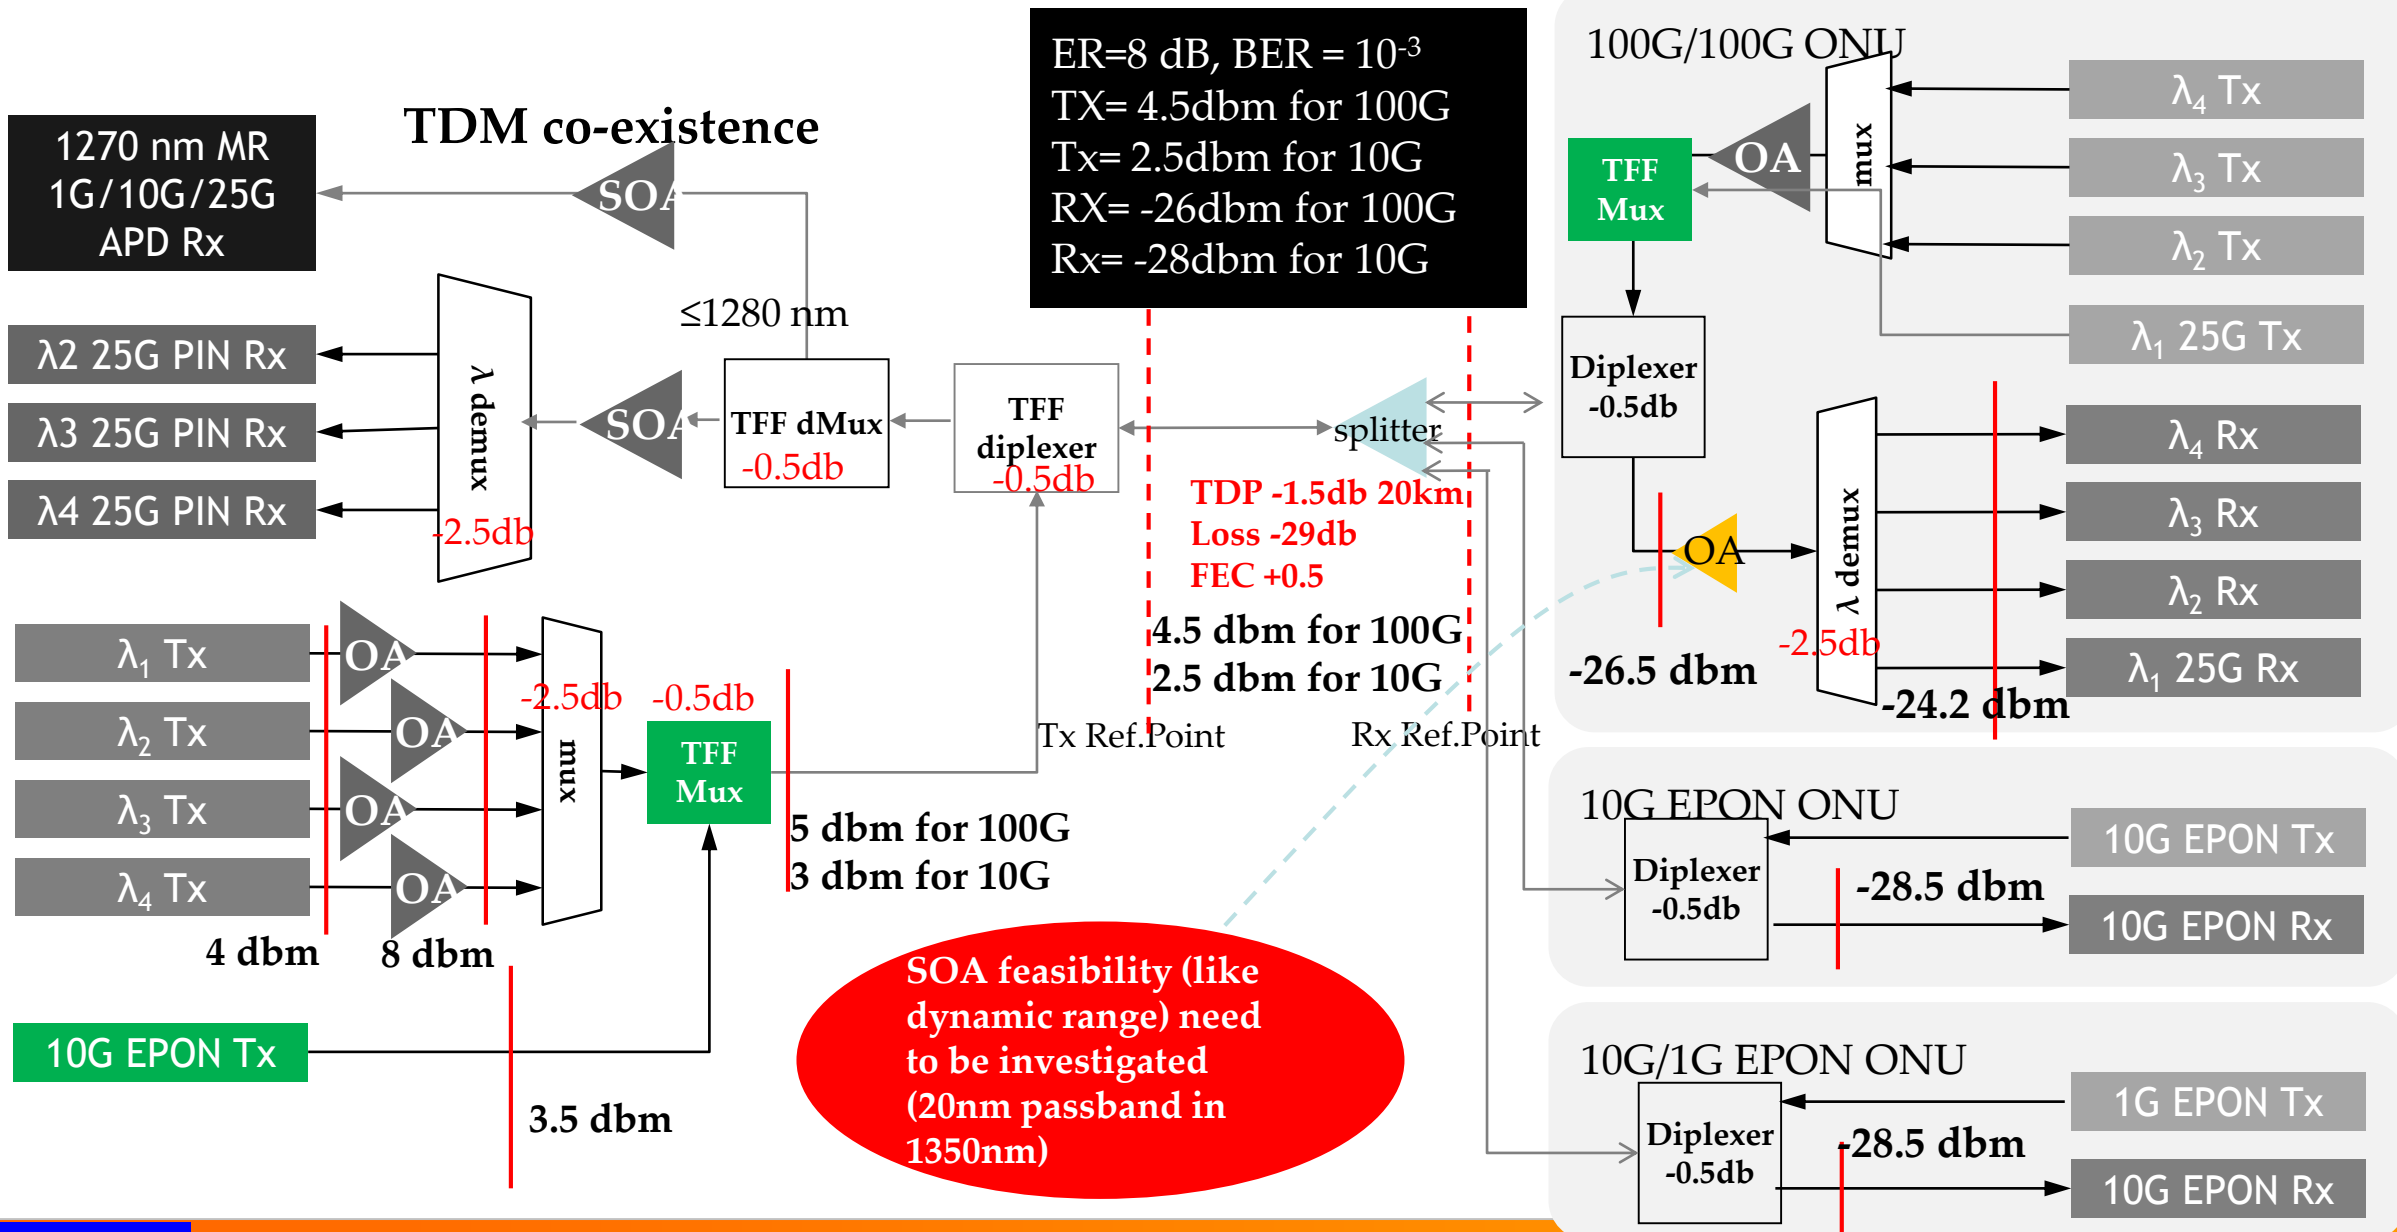 TDM co-existence
1270 nm MR
1G/10G/25G
APD Rx
SOA
≤1280 nm
λ2 25G PIN Rx
λ3 25G PIN Rx
λ4 25G PIN Rx
λ demux
-2.5db
SOA
TFF dMux
-0.5db
TFF
diplexer
-0.5db
ER=8 dB, BER = 10-3
TX= 4.5dbm for 100G
Tx= 2.5dbm for 10G
RX= -26dbm for 100G
Rx= -28dbm for 10G
splitter
TDP -1.5db 20km
Loss -29db
FEC +0.5
4.5 dbm for 100G
2.5 dbm for 10G
Tx Ref.Point
Rx Ref.Point
λ1 Tx
λ2 Tx
λ3 Tx
λ4 Tx
OA
OA
OA
OA
4 dbm
8 dbm
-2.5db
mux
-0.5db
TFF
Mux
5 dbm for 100G
3 dbm for 10G
10G EPON Tx
3.5 dbm
SOA feasibility (like
dynamic range) need
to be investigated
(20nm passband in
1350nm)
100G/100G ONU
λ4 Tx
λ3 Tx
λ2 Tx
λ1 25G Tx
mux
OA
TFF
Mux
Diplexer
-0.5db
OA
-26.5 dbm
λ demux
-2.5db
-24.2 dbm
λ4 Rx
λ3 Rx
λ2 Rx
λ1 25G Rx
10G EPON ONU
Diplexer
-0.5db
10G EPON Tx
-28.5 dbm
10G EPON Rx
10G/1G EPON ONU
Diplexer
-0.5db
1G EPON Tx
-28.5 dbm
10G EPON Rx